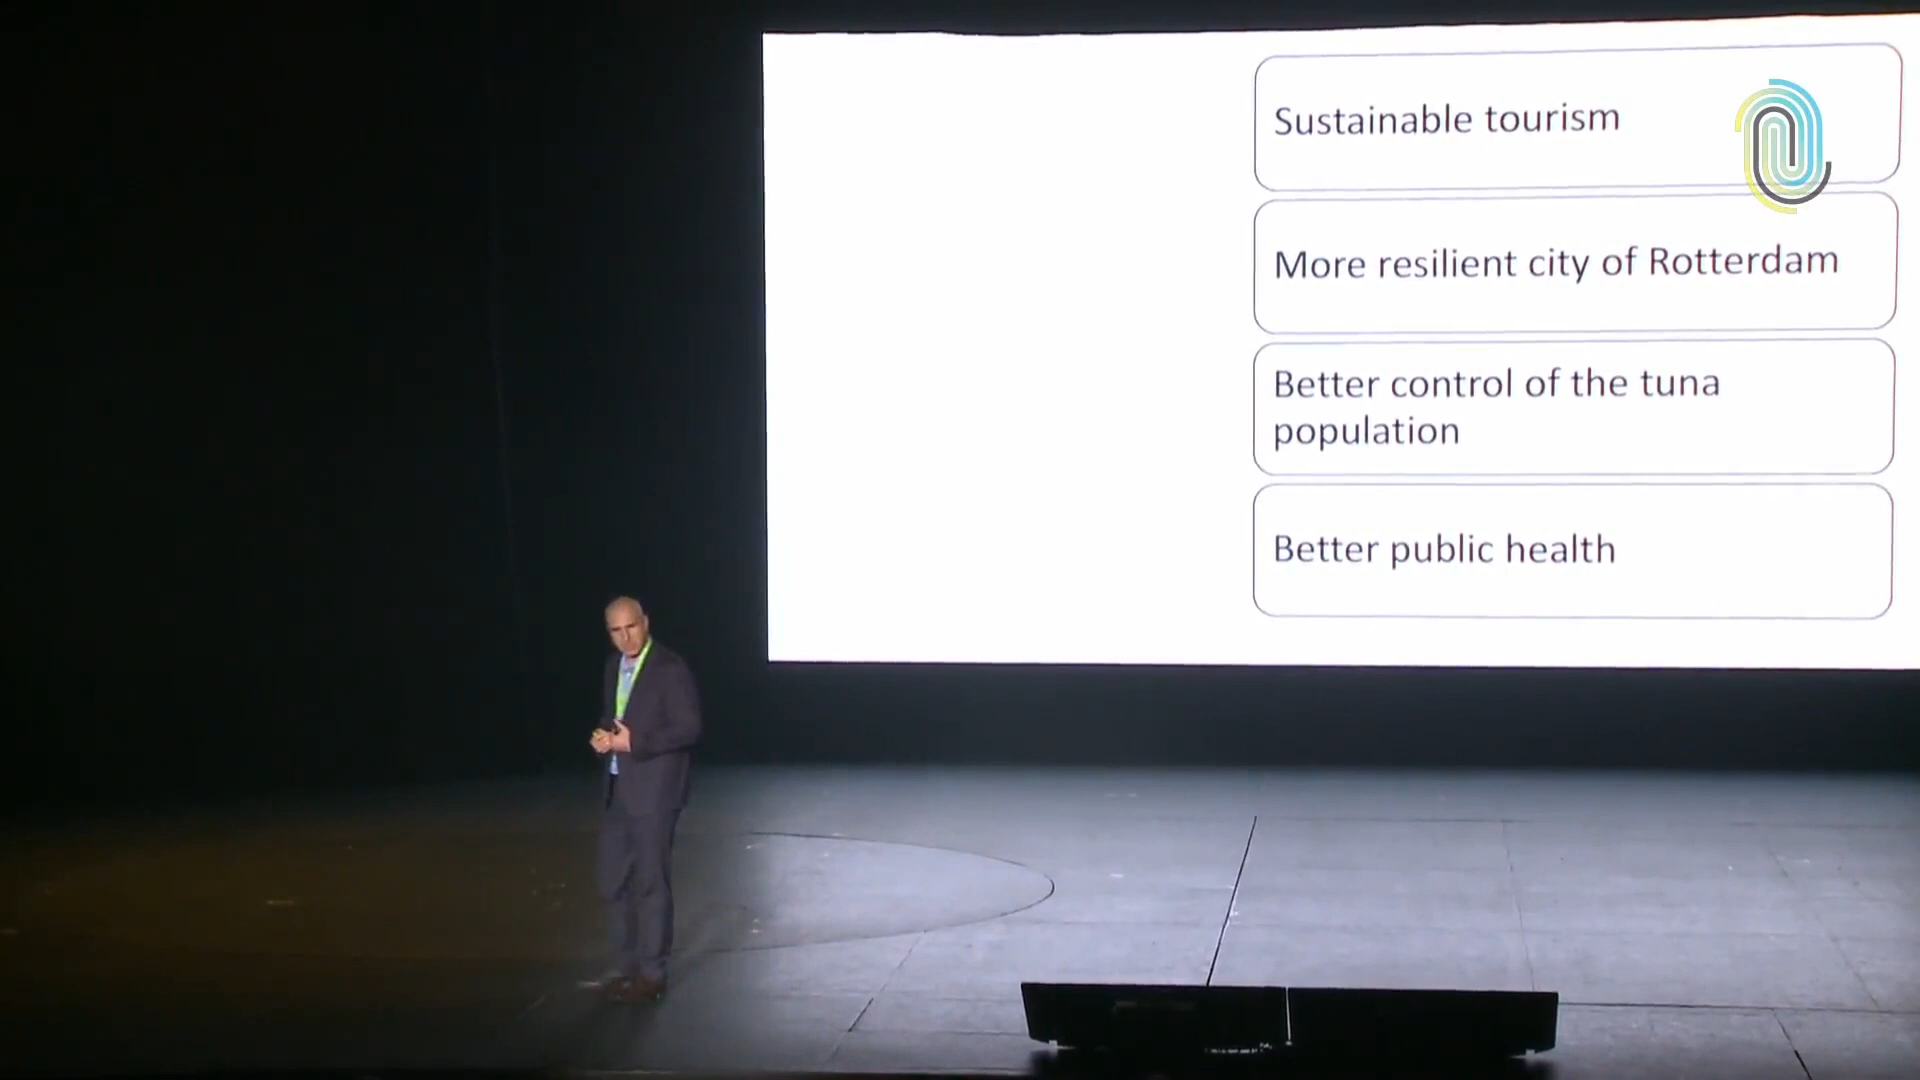 Sustainable tourism
More resilient city of Rotterdam
Better control of the tuna
population
Better public health